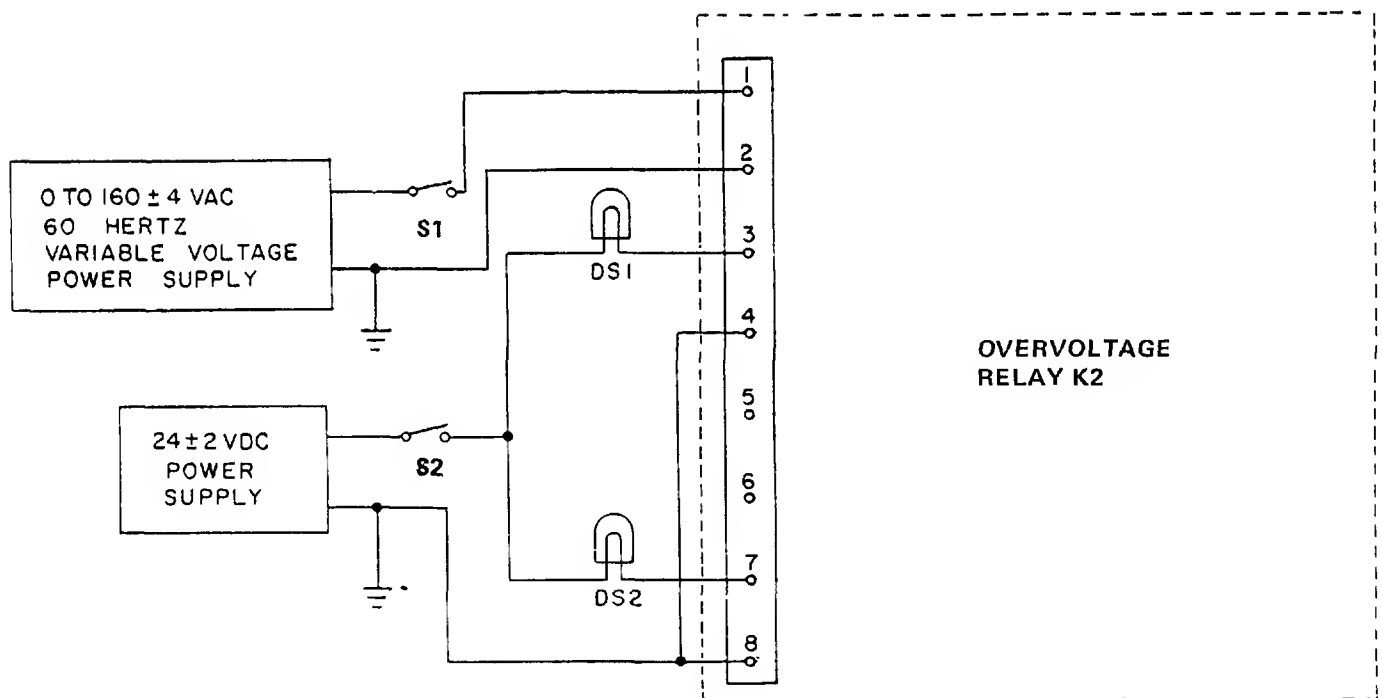 1
2
0 TO 160 ± 4 VAC
60 HERTZ
VARIABLE VOLTAGE
POWER SUPPLY
S1
3
DS1
4
OVERVOLTAGE
RELAY K2
5
24 ± 2 VDC
POWER
SUPPLY
S2
6
7
DS2
8